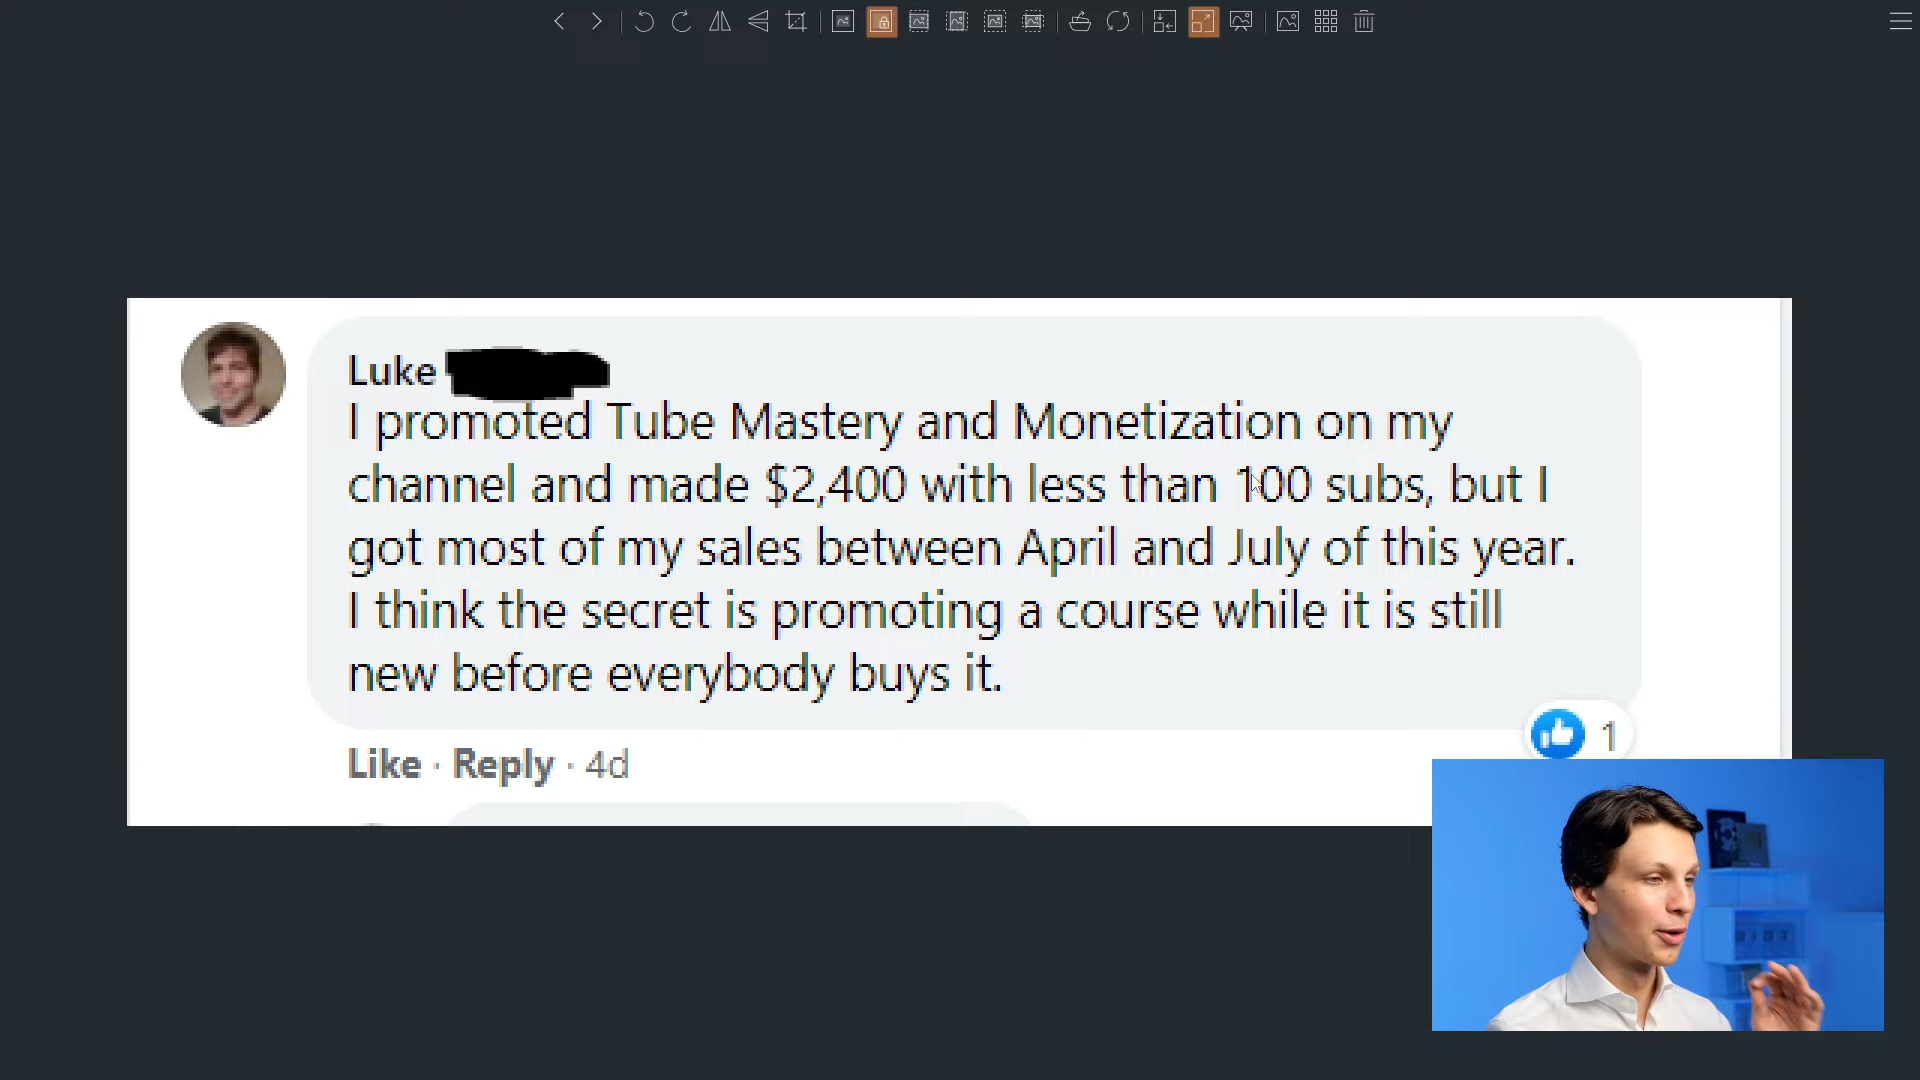 Luke
I promoted Tube Mastery and Monetization on my
channel and made $2,400 with less than 100 subs, but I
got most of my sales between April and July of this year.
I think the secret is promoting a course while it is still
new before everybody buys it.
1
Like · Reply · 4d